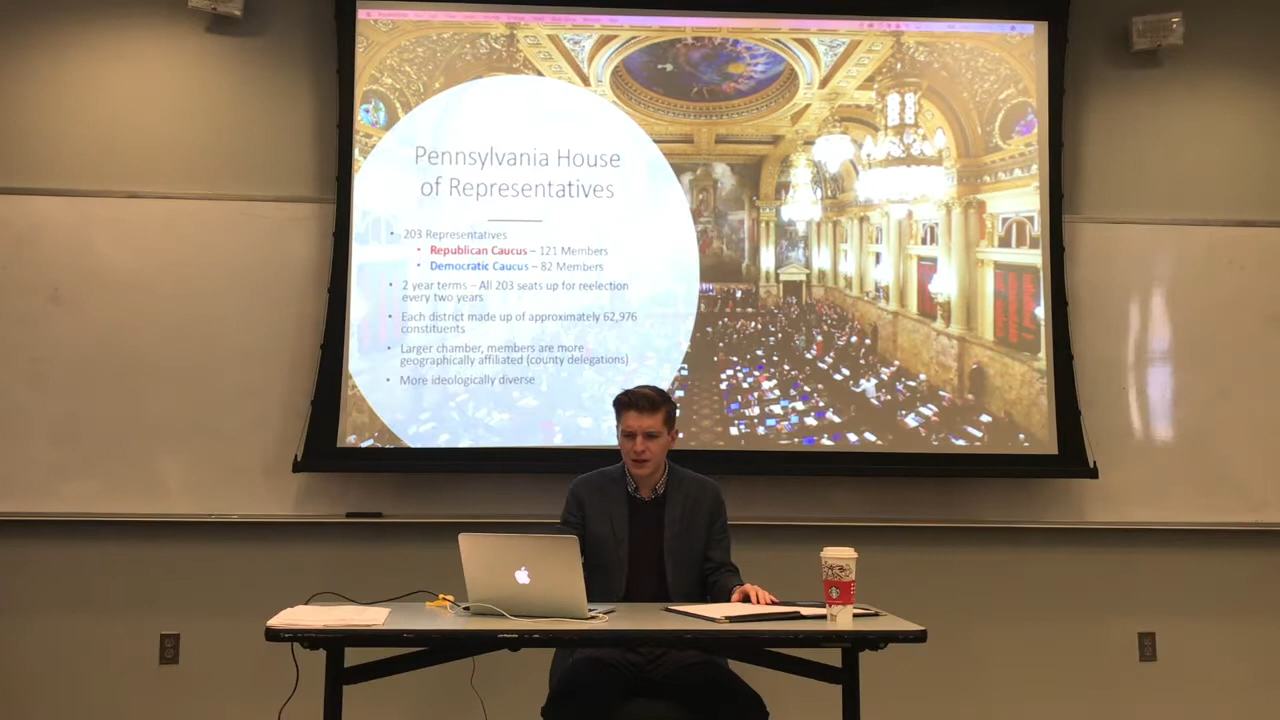 Pennsylvania House
of Representatives
• 203 Representatives
• Republican Caucus – 121 Members
• Democratic Caucus – 82 Members
• 2 year terms – All 203 seats up for reelection
every two years
• Each district made up of approximately 62,976
constituents
• Larger chamber, members are more
geographically affiliated (county delegations)
• More ideologically diverse